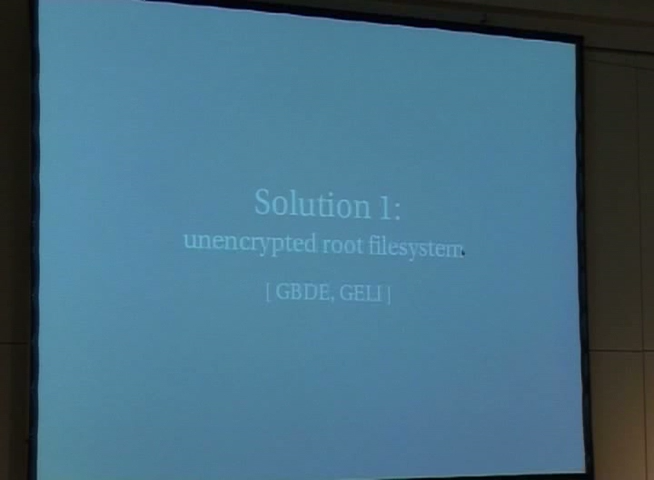 Solution 1:
unencrypted root filesystem
[ GBDE, GELI ]